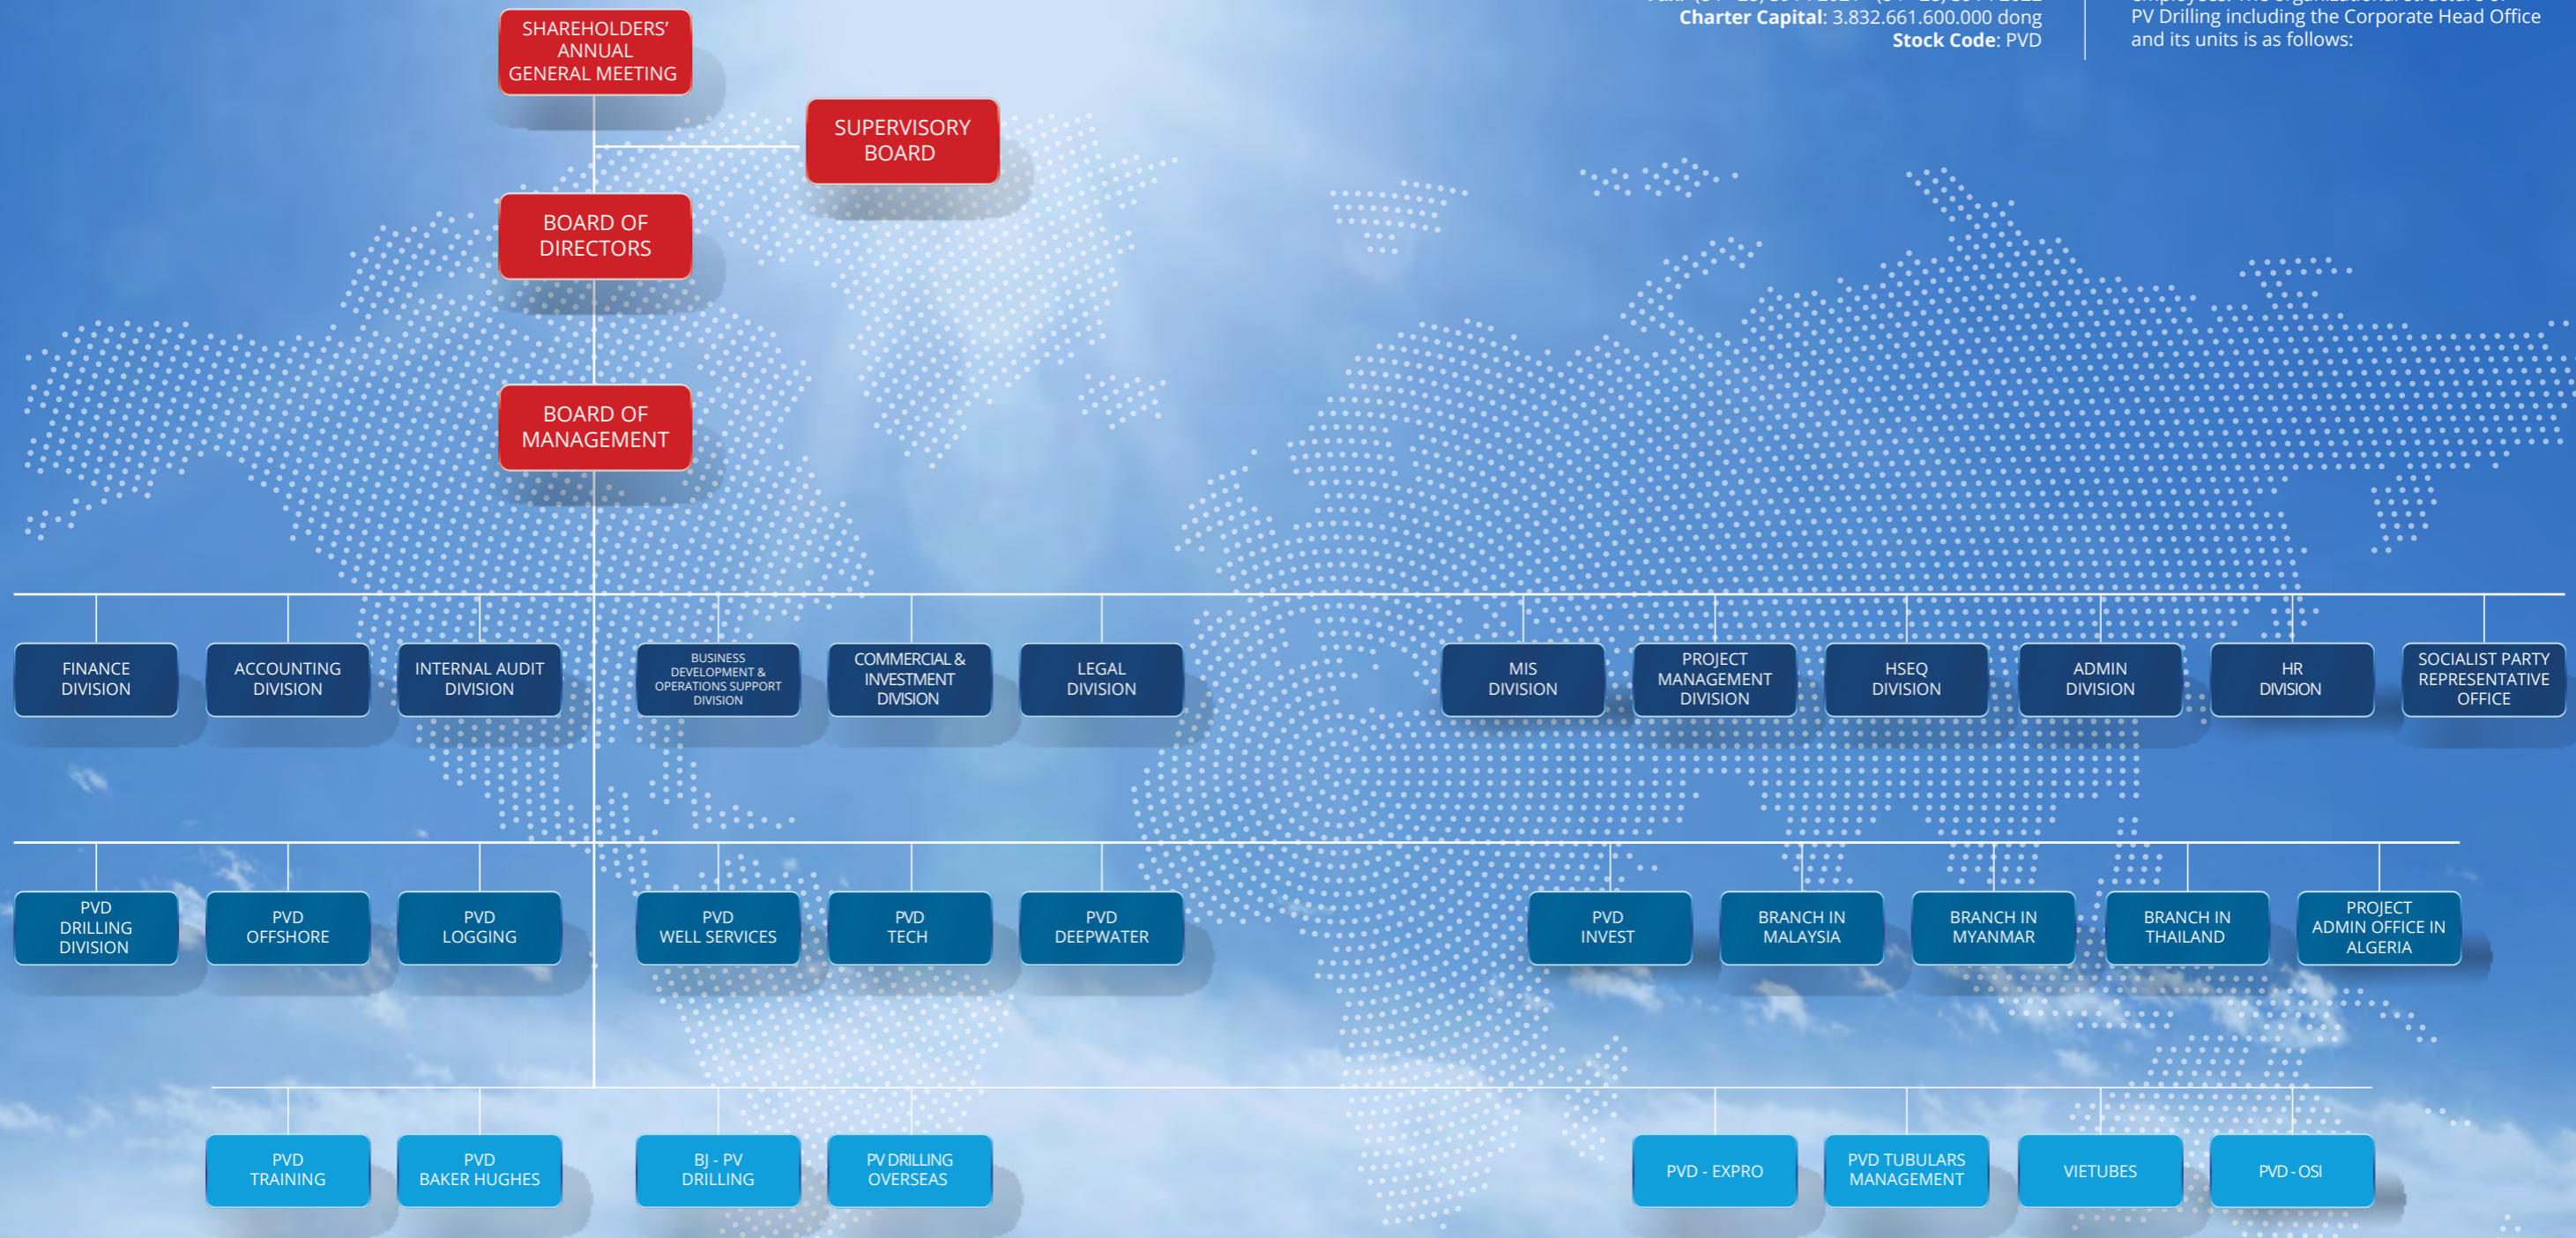 Charter Capital: 3.832.661.600.000 dong
Stock Code: PVD
PV Drilling including the Corporate Head Office
and its units is as follows:
SHAREHOLDERS'
ANNUAL
GENERAL MEETING
SUPERVISORY
BOARD
BOARD OF
DIRECTORS
BOARD OF
MANAGEMENT
FINANCE
DIVISION
ACCOUNTING
DIVISION
INTERNAL AUDIT
DIVISION
BUSINESS
DEVELOPMENT &
OPERATIONS SUPPORT
DIVISION
COMMERCIAL &
INVESTMENT
DIVISION
LEGAL
DIVISION
MIS
DIVISION
PROJECT
MANAGEMENT
DIVISION
HSEQ
DIVISION
ADMIN
DIVISION
HR
DIVISION
SOCIALIST PARTY
REPRESENTATIVE
OFFICE
PVD
DRILLING
DIVISION
PVD
OFFSHORE
PVD
LOGGING
PVD
WELL SERVICES
PVD
TECH
PVD
DEEPWATER
PVD
INVEST
BRANCH IN
MALAYSIA
BRANCH IN
MYANMAR
BRANCH IN
THAILAND
PROJECT
ADMIN OFFICE IN
ALGERIA
PVD
TRAINING
PVD
BAKER HUGHES
BJ - PV
DRILLING
PV DRILLING
OVERSEAS
PVD - EXPRO
PVD TUBULARS
MANAGEMENT
VIETUBES
PVD - OSI